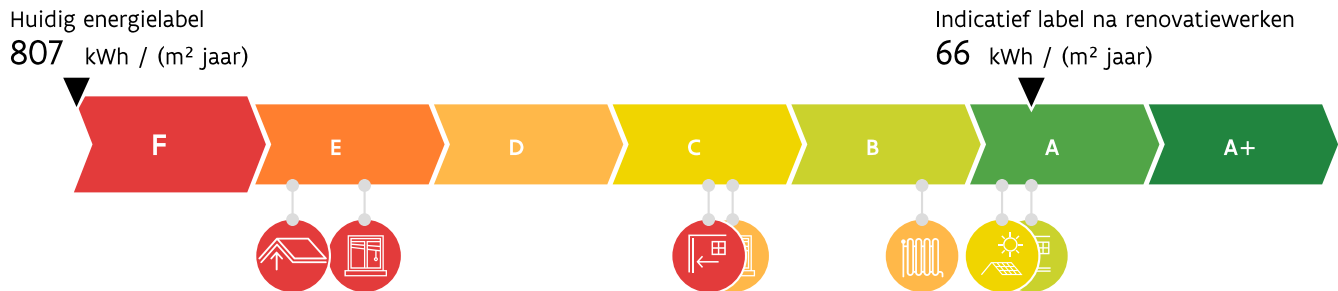 Huidig energielabel
807 kWh / (m² jaar)
Indicatief label na renovatiewerken
66 kWh / (m² jaar)
F E D C B A A+